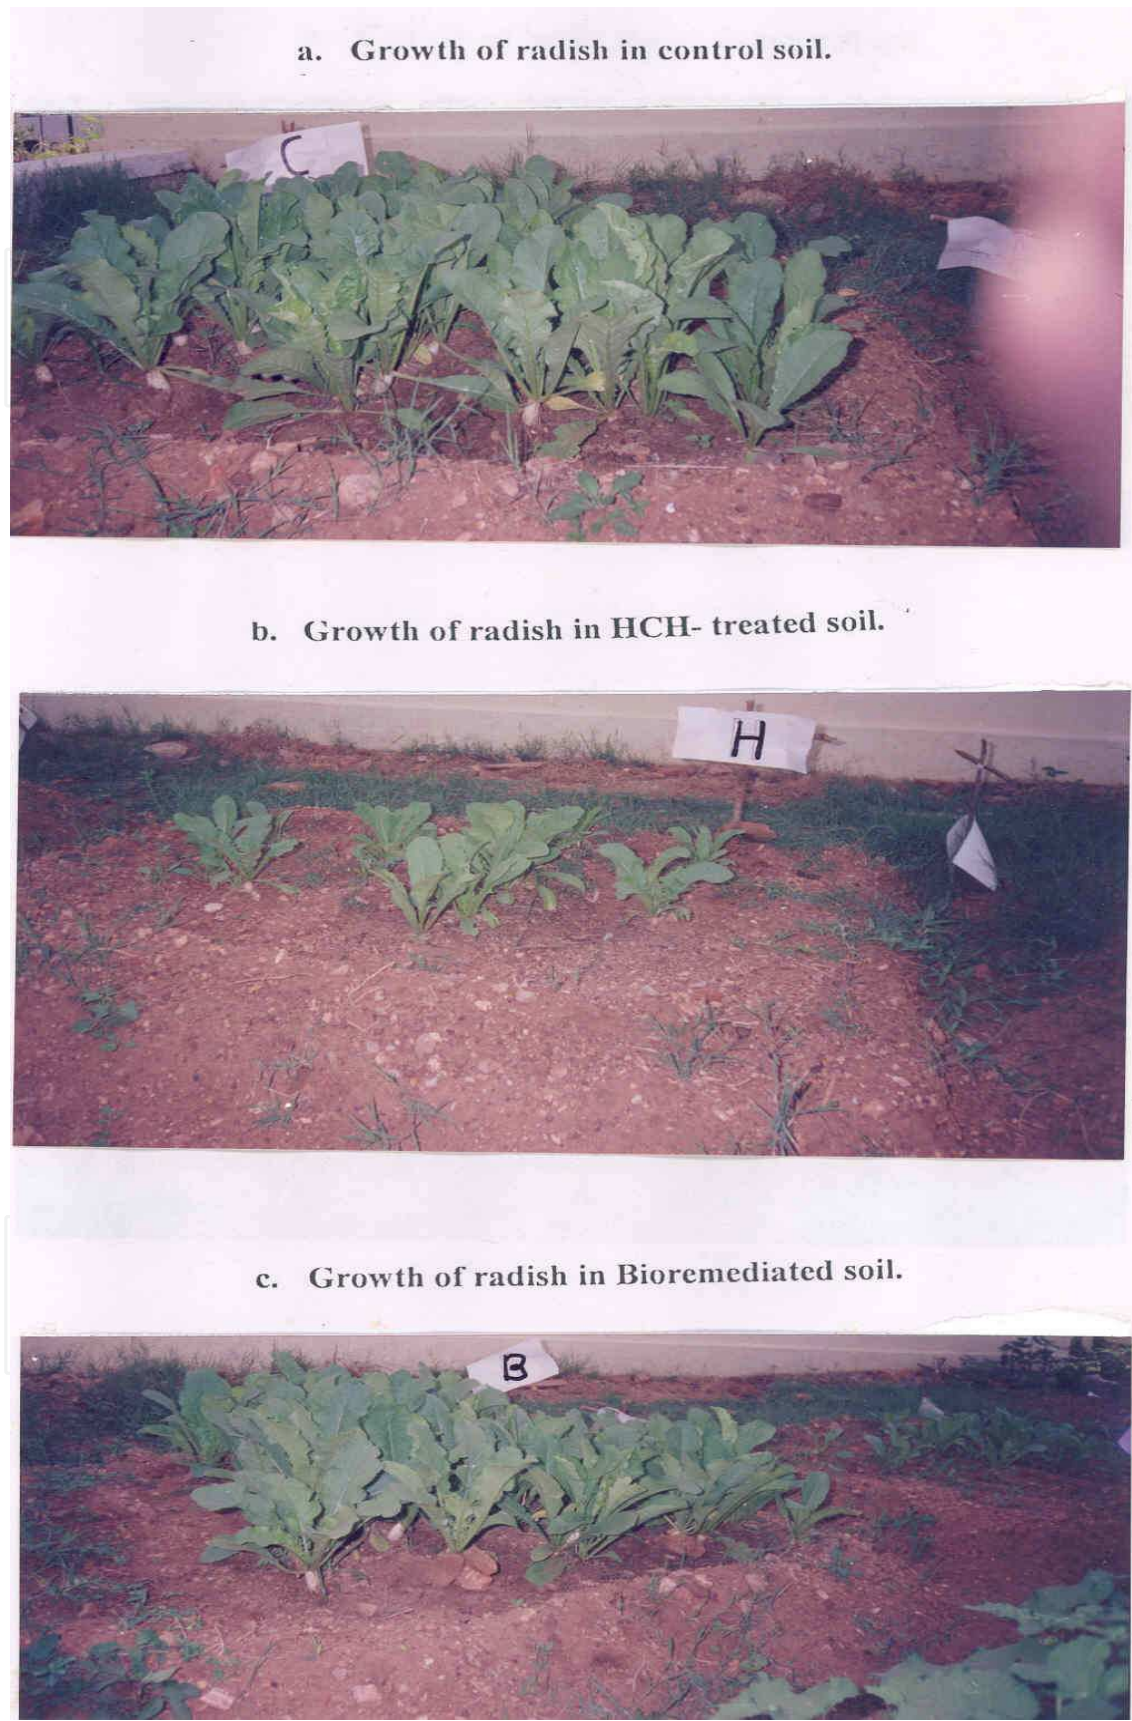 a. Growth of radish in control soil.
C
b. Growth of radish in HCH- treated soil.
H
c. Growth of radish in Bioremediated soil.
B